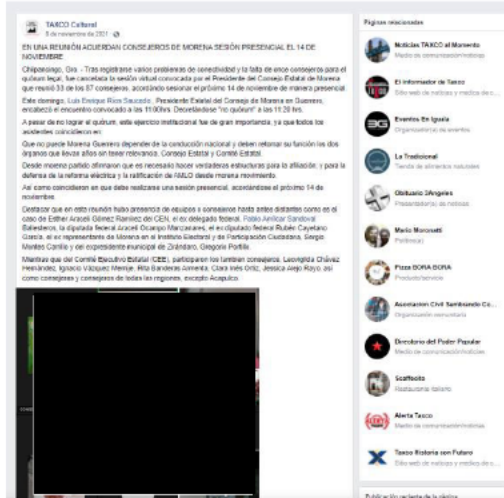 TAXCO Cultural
8 de noviembre de 2021
EN UNA REUNIÓN ACUERDAN CONSEJEROS DE MORENA SESIÓN PRESENCIAL EL 14 DE
NOVIEMBRE
Chilpancingo, Gro. - Tras registrarse varios problemas de conectividad y la falta de once consejeros para el
quórum legal, fue cancelada la sesión virtual convocada por el Presidente del Consejo Estatal de Morena
que reunió 33 de los 87 consejeros, acordando sesionar el próximo 14 de noviembre de manera presencial.
Este domingo, Luis Enrique Ríos Saucedo, Presidente Estatal del Consejo de Morena en Guerrero,
encabezó el encuentro convocado a las 11:00hrs. Decretándose "no quórum" a las 11:20 hrs.
A pesar de no lograr el quórum, este ejercicio institucional fue de gran importancia, ya que todos los
asistentes coincidieron en:
Que no puede Morena Guerrero depender de la conducción nacional y deben retomar su función los dos
órganos que llevan años sin tener relevancia, Consejo Estatal y Comité Estatal.
Desde morena partido afirmaron que es necesario hacer verdaderas estructuras para la afiliación, y para la
defensa de la reforma eléctrica y la ratificación de AMLO desde morena movimiento.
Así como coincidieron en que debe realizarse una sesión presencial, acordándose el próximo 14 de
noviembre.
Destacar que en esta reunión hubo presencia de equipos y consejeros hasta antes distantes como es el
caso de Esther Araceli Gómez Ramírez del CEN, el ex delegado federal, Pablo Amílcar Sandoval
Ballesteros, la diputada federal Araceli Ocampo Manzanares, el ex diputado federal Rubén Cayetano
García, el ex representante de Morena en el Instituto Electoral y de Participación Ciudadana, Sergio
Montes Carrillo y del expresidente municipal de Zirándaro, Gregorio Portillo.
Mientras que del Comité Ejecutivo Estatal (CEE), participaron los también consejeros, Leovigilda Chávez
Hernández, Ignacio Vázquez Memije, Rita Banderas Armenta, Clara Inés Ortiz, Jessica Alejo Rayo, así
como consejeras y consejeros de todas las regiones, excepto Acapulco.
Páginas relacionadas
Noticias TAXCO al Momento
Medio de comunicación/noticias
El informador de Taxco
Sitio web de noticias y medios de c...
Eventos En Iguala
Organizador(a) de eventos
La Tradicional
Tienda de alimentos naturales
Obituario 3Angeles
Presentador(a) de noticias
Mario Moronatti
Político(a)
Pizza BORA BORA
Producto/servicio
Asociacion Civil Sembrando Co...
Organización comunitaria
Directorio del Poder Popular
Medio de comunicación/noticias
Scaffecito
Restaurante italiano
Alerta Taxco
Medio de comunicación/noticias
Taxco Historia con Futuro
Sitio web de noticias y medios de c...
Publicación reciente de la página